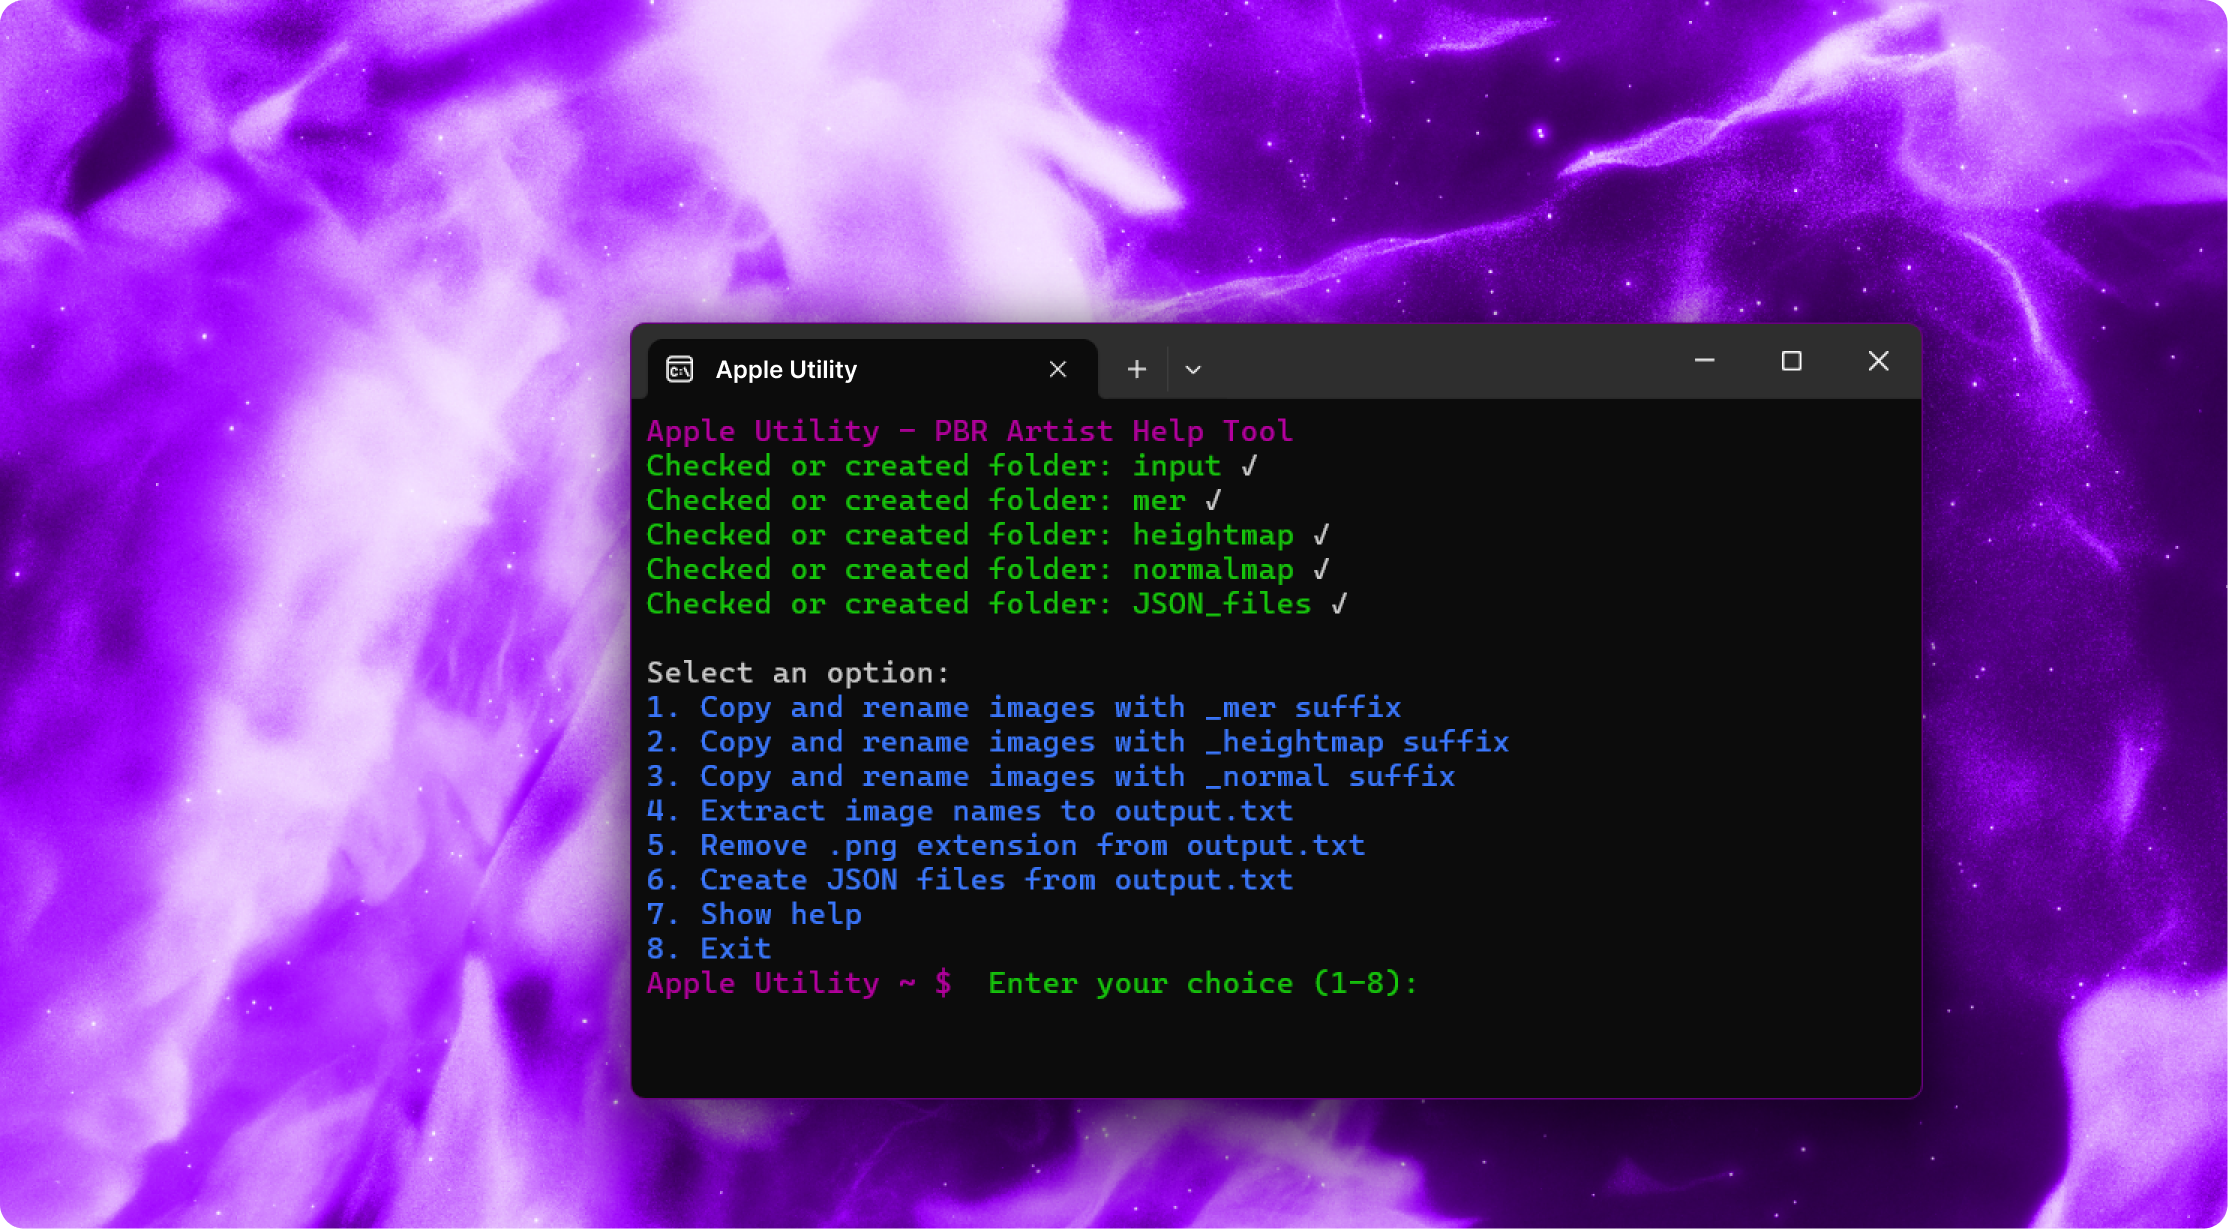 Apple Utility
Apple Utility - PBR Artist Help Tool
Checked or created folder: input ✓
Checked or created folder: mer ✓
Checked or created folder: heightmap ✓
Checked or created folder: normalmap ✓
Checked or created folder: JSON_files ✓
Select an option:
1. Copy and rename images with _mer suffix
2. Copy and rename images with _heightmap suffix
3. Copy and rename images with _normal suffix
4. Extract image names to output.txt
5. Remove .png extension from output.txt
6. Create JSON files from output.txt
7. Show help
8. Exit
Apple Utility ~ $  Enter your choice (1-8):